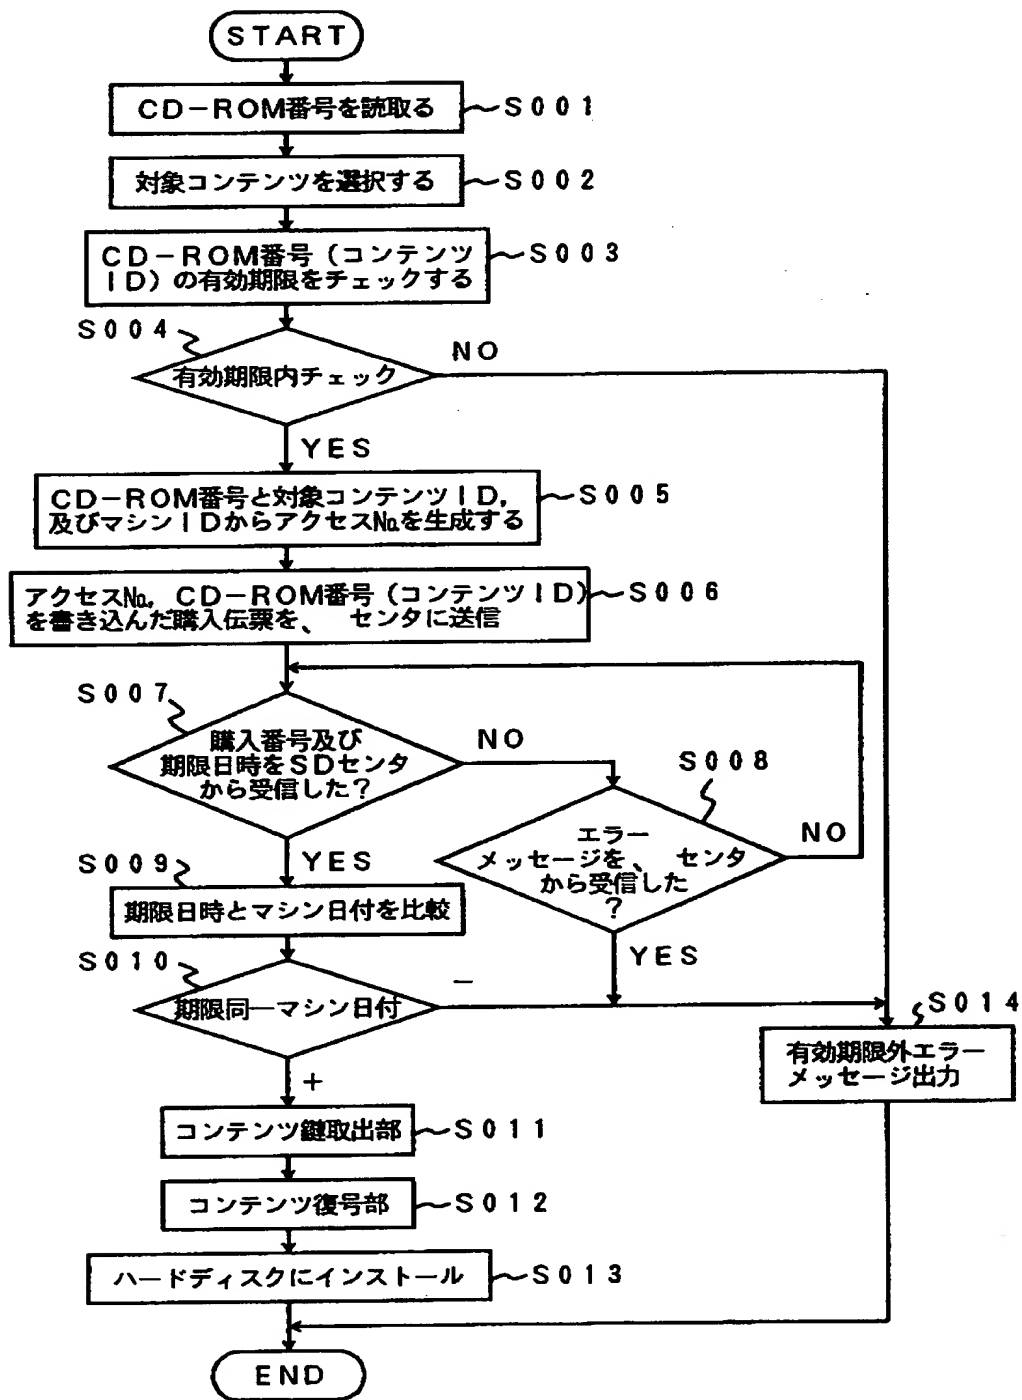 START
CD-ROM番号を読取る
S001
対象コンテンツを選択する
S002
CD-ROM番号(コンテンツ
ID)の有効期限をチェックする
S003
S004
有効期限内チェック
NO
YES
CD-ROM番号と対象コンテンツID,
及びマシンIDからアクセス№を生成する
S005
アクセス№, CD-ROM番号(コンテンツID)
を書き込んだ購入伝票を、 センタに送信
S006
S007
購入番号及び
期限日時をSDセンタ
から受信した?
NO
YES
S008
エラー
メッセージを、 センタ
から受信した
?
NO
YES
S009
期限日時とマシン日付を比較
S010
期限同一マシン日付
-
+
S014
有効期限外エラー
メッセージ出力
コンテンツ鍵取出部
S011
コンテンツ復号部
S012
ハードディスクにインストール
S013
END